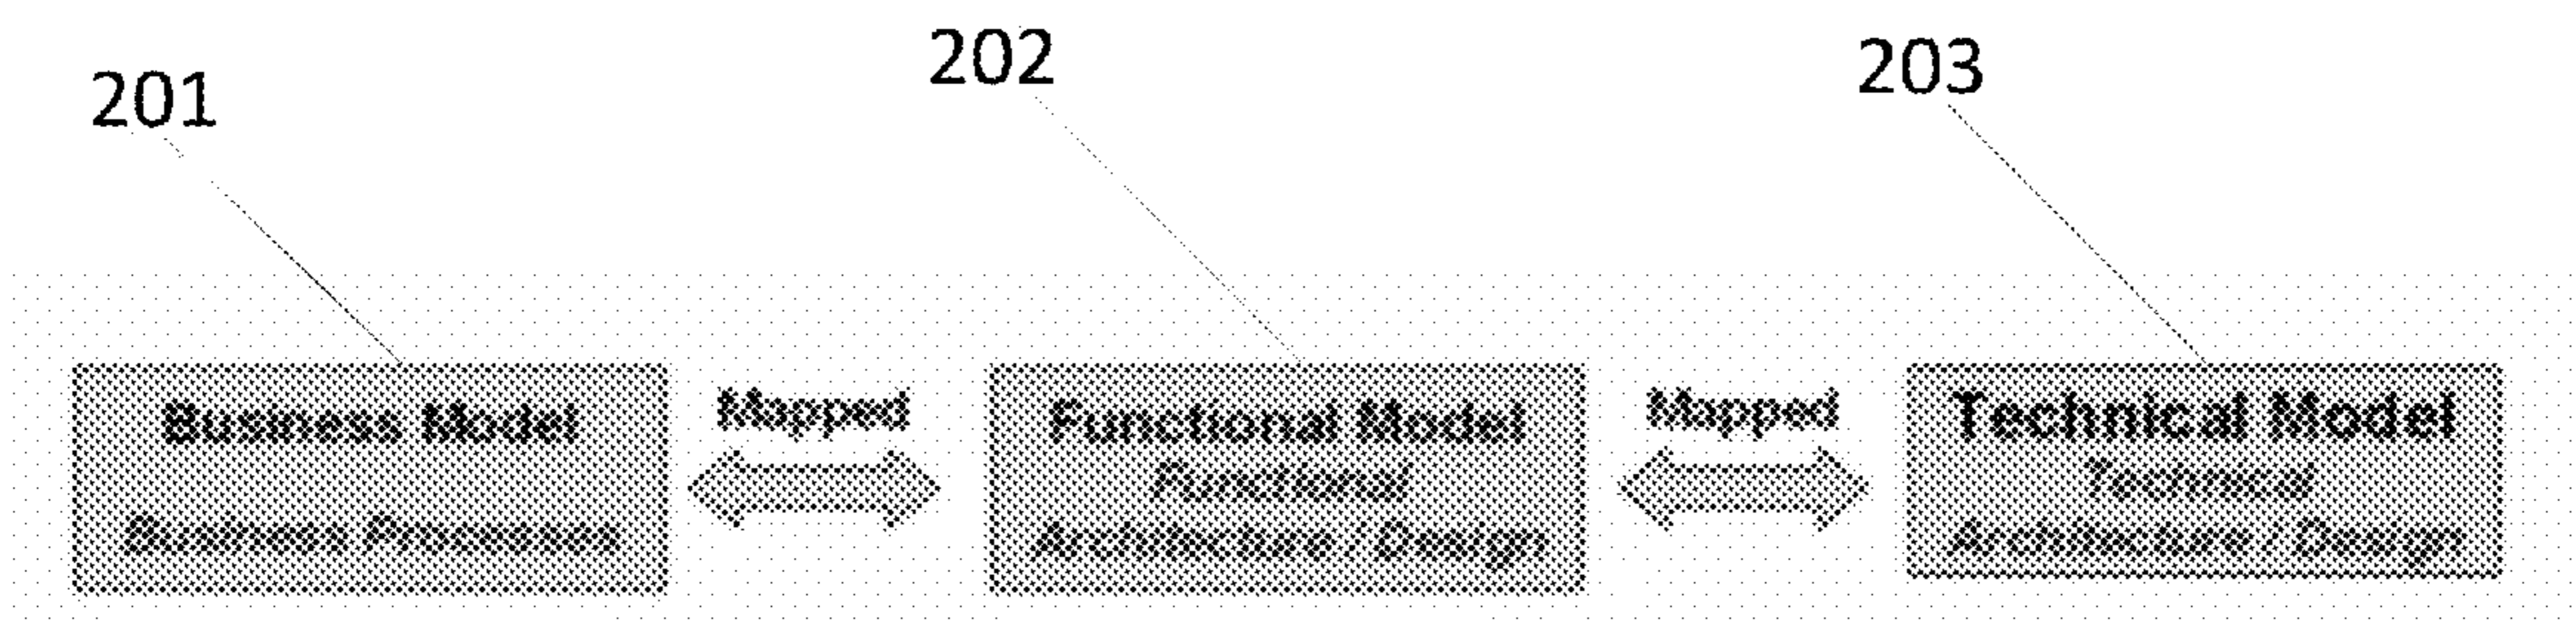 201
202
203
Business Model
Business Processes
Mapped
Functional Model
Functional
Architecture / Design
Mapped
Technical Model
Technical
Architecture / Design